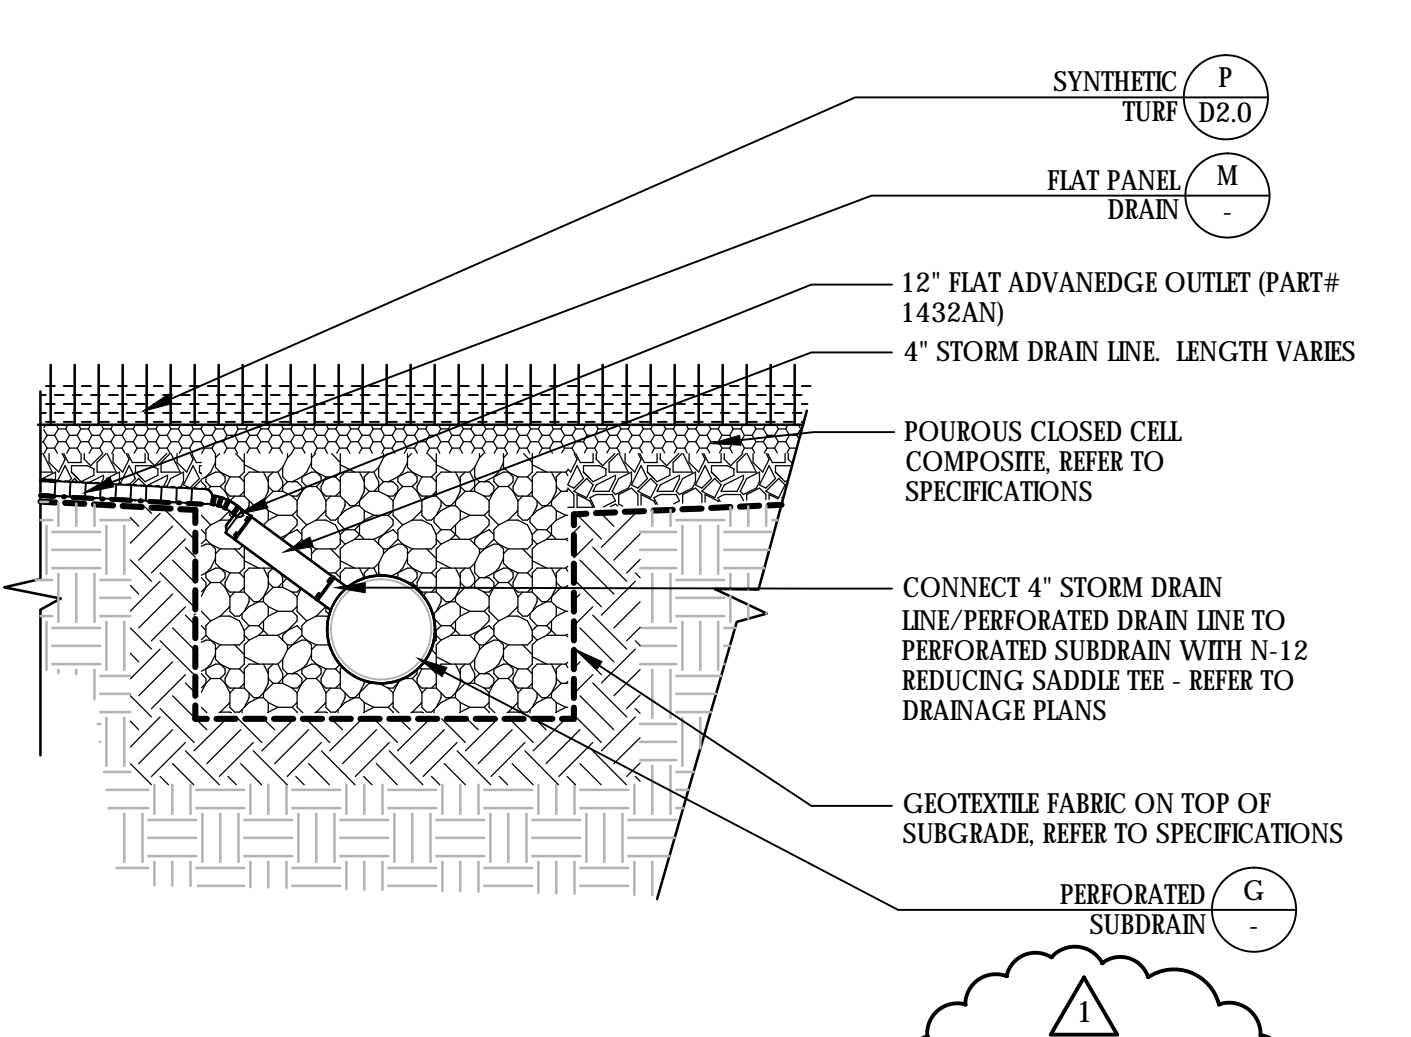 SYNTHETIC
TURF
P
D2.0
FLAT PANEL
DRAIN
M
-
12" FLAT ADVANEDGE OUTLET (PART#
1432AN)
4" STORM DRAIN LINE. LENGTH VARIES
POUROUS CLOSED CELL
COMPOSITE, REFER TO
SPECIFICATIONS
CONNECT 4" STORM DRAIN
LINE/PERFORATED DRAIN LINE TO
PERFORATED SUBDRAIN WITH N-12
REDUCING SADDLE TEE - REFER TO
DRAINAGE PLANS
GEOTEXTILE FABRIC ON TOP OF
SUBGRADE, REFER TO SPECIFICATIONS
PERFORATED
SUBDRAIN
G
-
1